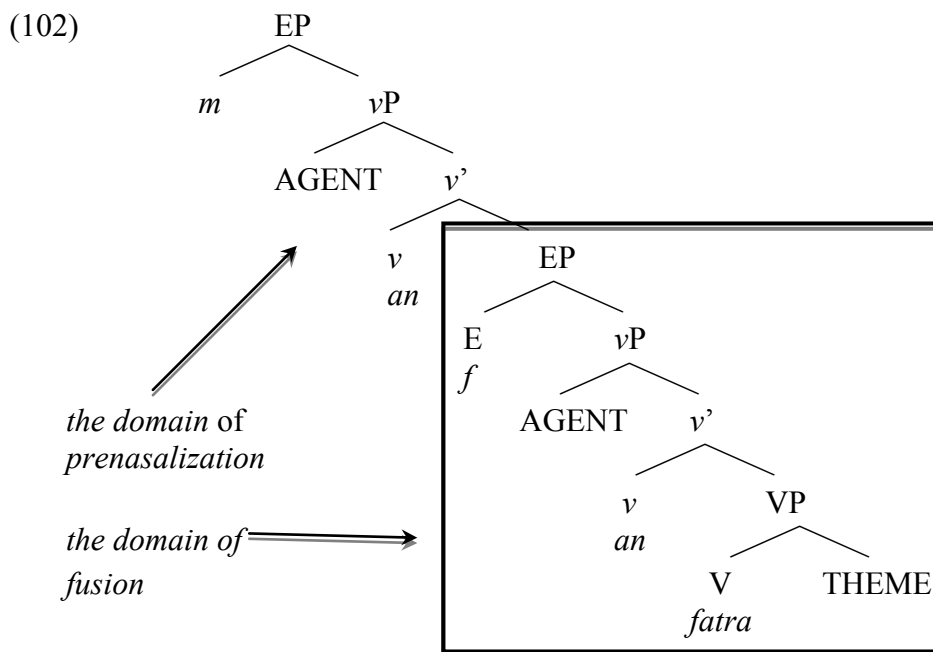 (102) EP
m vP
AGENT v’
v EP
an
E vP
f
AGENT v’
the domain of
prenasalization
v VP
an
the domain of
fusion
V THEME
fatra